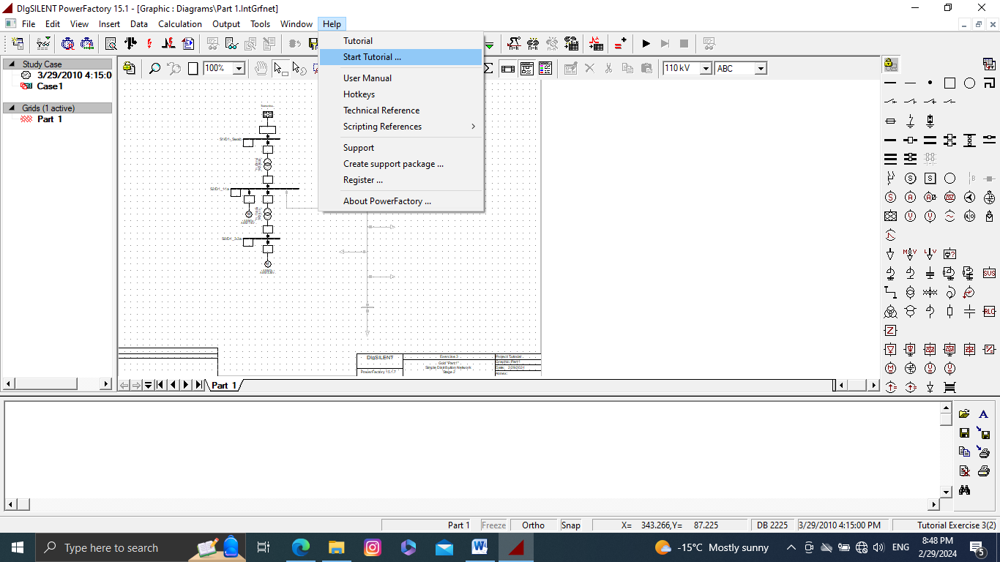 DIgSILENT PowerFactory 15.1 - [Graphic : Diagrams\Part 1.IntGrfnet]
File Edit View Insert Data Calculation Output Tools Window Help
Tutorial
Start Tutorial ...
User Manual
Hotkeys
Technical Reference
Scripting References
Support
Create support package ...
Register ...
About PowerFactory ...
Study Case
3/29/2010 4:15:0
Case1
Grids (1 active)
Part 1
100%
110 kV
ABC
DIgSILENT
PowerFactory 15.1.7
Exercise 3
Grid "Part 1"
Simple Distribution Network
Stage 2
Project: Tutorial
Graphic: Part 1
Date: 2/29/2024
Annex:
Part 1
Part 1 Freeze Ortho Snap X= 343.266,Y= 87.225 DB 2225 3/29/2010 4:15:00 PM Tutorial Exercise 3(2)
Type here to search
-15°C Mostly sunny
ENG
8:48 PM
2/29/2024
5